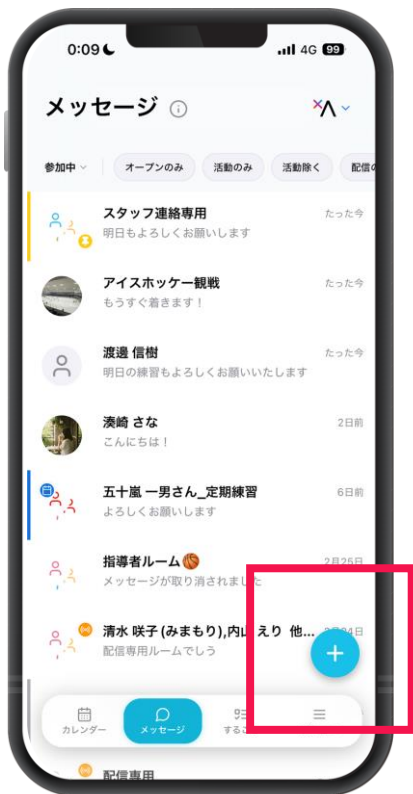 0:09 4G 99
メッセージ
参加中 オープンのみ 活動のみ 活動除く
スタッフ連絡専用 たった今
明日もよろしくお願いします
アイスホッケー観戦 たった今
もうすぐ着きます！
渡邊 信樹 たった今
明日の練習もよろしくお願いいたします
湊崎 さな 2日前
こんにちは！
五十嵐 一男さん_定期練習 6日前
よろしくお願いします
指導者ルーム🏀 2月25日
メッセージが取り消されました
清水 咲子 (みまもり),内山 えり 他...
配信専用ルームでしう
カレンダー メッセージ
配信専用